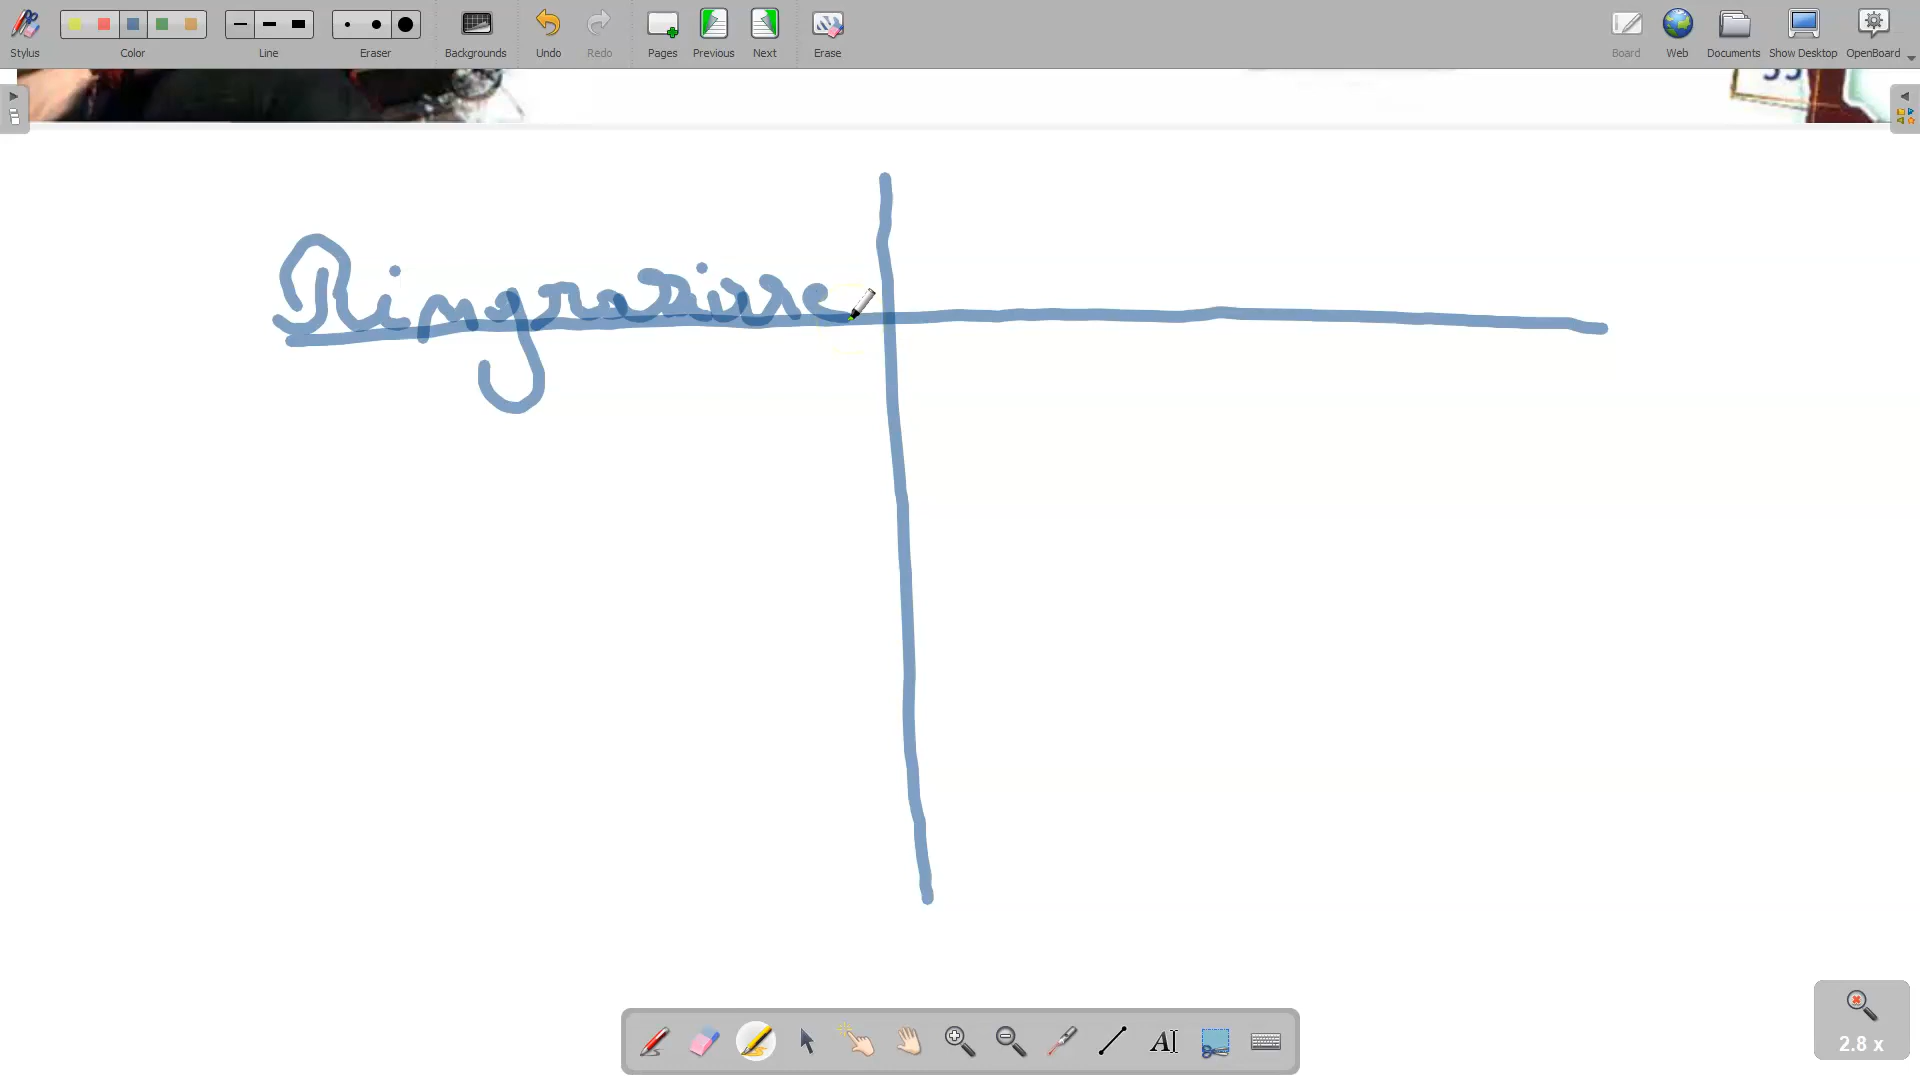 Stylus Color Line Eraser Backgrounds Undo Redo Pages Previous Next Erase Board Web Documents Show Desktop OpenBoard
Ringraziare
2.8 x